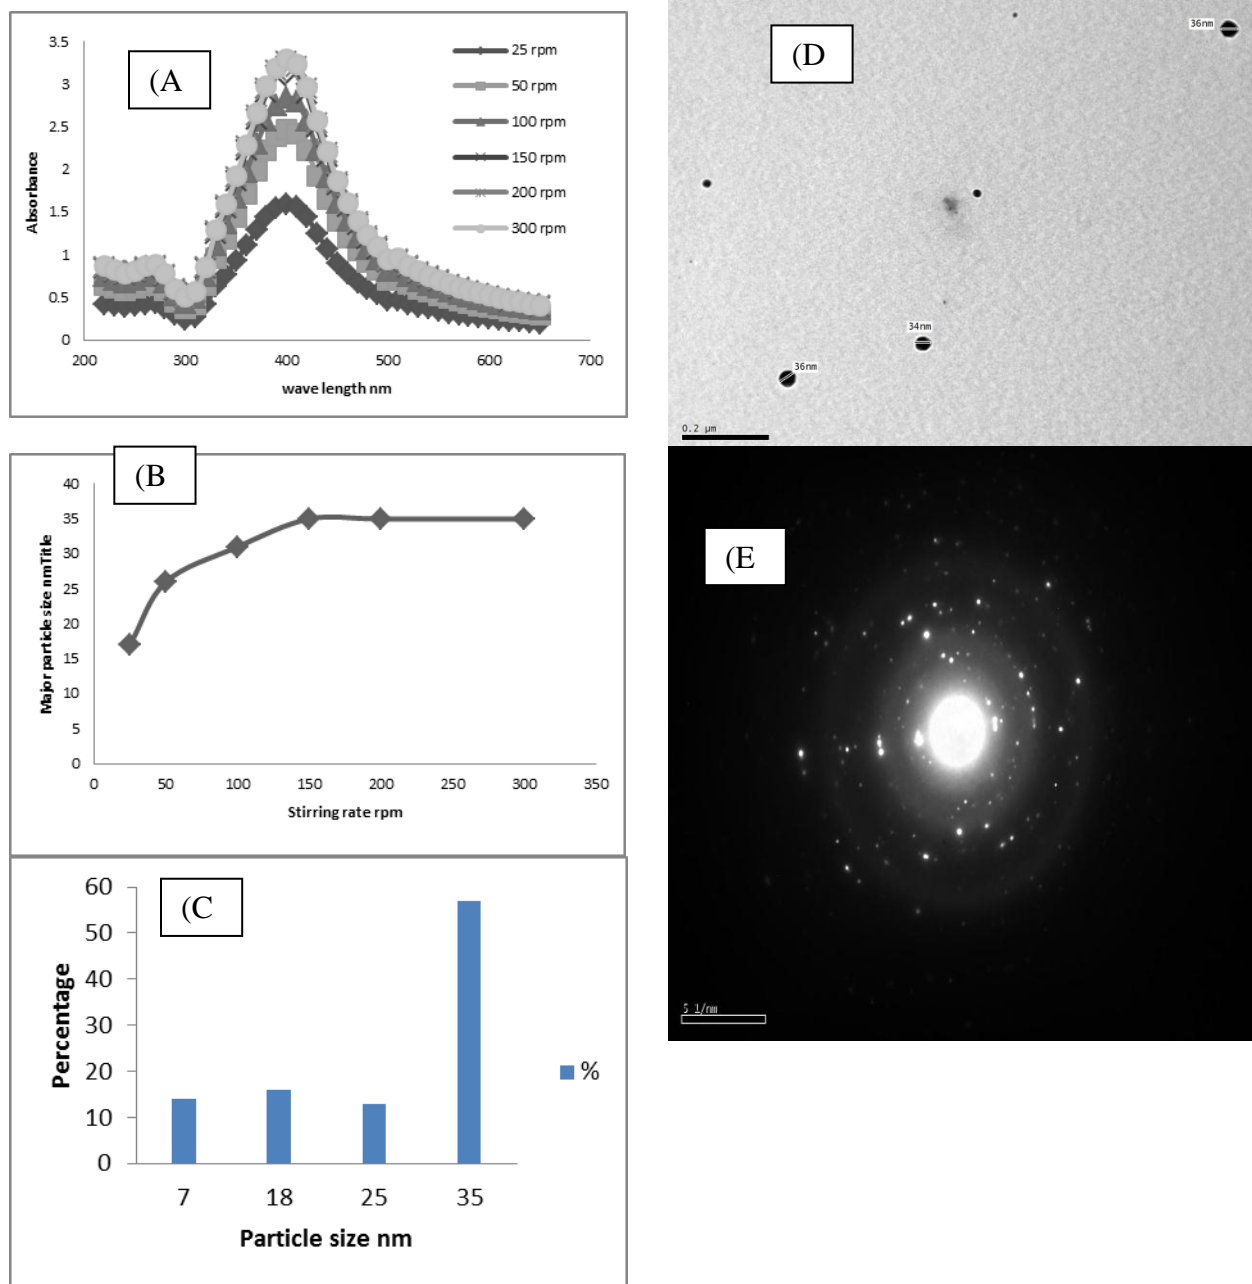 (A
3.5
3
2.5
2
1.5
1
0.5
0
Absorbance
200 300 400 500 600 700
wave length nm
25 rpm
50 rpm
100 rpm
150 rpm
200 rpm
300 rpm
(B
40
35
30
25
20
15
10
5
0
Major particle size nmTitle
0 50 100 150 200 250 300 350
Stirring rate rpm
(C
60
50
40
30
20
10
0
Percentage
7 18 25 35
Particle size nm
%
(D
36nm
34nm
36nm
0.2 µm
(E
5 1/nm